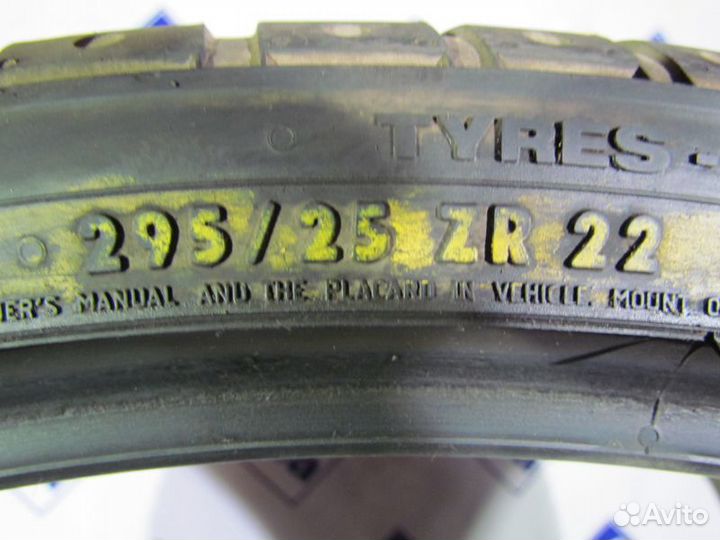 TYRES -
295/25 ZR 22
ER'S MANUAL AND THE PLACARD IN VEHICLE. MOUNT O
Avito